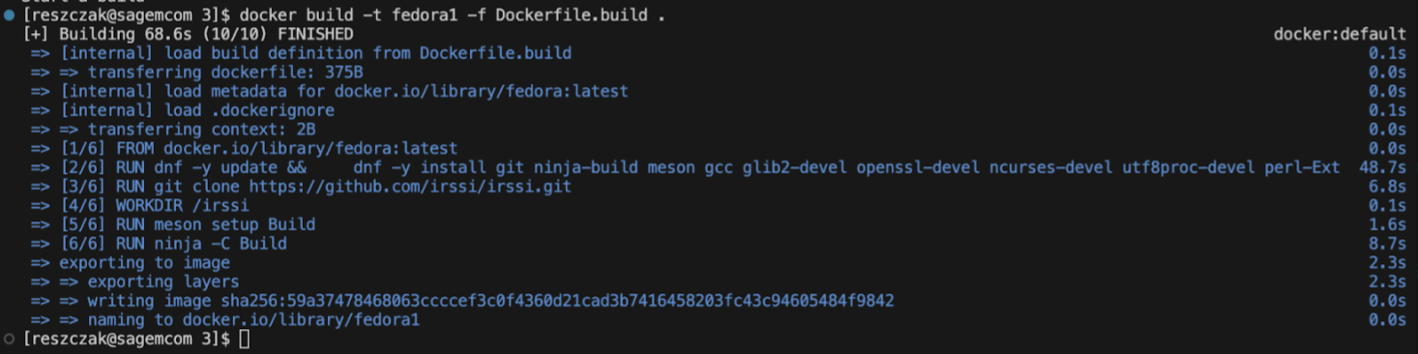 [reszczak@sagemcom 3]$ docker build -t fedora1 -f Dockerfile.build .
[+] Building 68.6s (10/10) FINISHED docker:default
=> [internal] load build definition from Dockerfile.build 0.1s
=> => transferring dockerfile: 375B 0.0s
=> [internal] load metadata for docker.io/library/fedora:latest 0.0s
=> [internal] load .dockerignore 0.1s
=> => transferring context: 2B 0.0s
=> [1/6] FROM docker.io/library/fedora:latest 0.0s
=> [2/6] RUN dnf -y update && dnf -y install git ninja-build meson gcc glib2-devel openssl-devel ncurses-devel utf8proc-devel perl-Ext 48.7s
=> [3/6] RUN git clone https://github.com/irssi/irssi.git 6.8s
=> [4/6] WORKDIR /irssi 0.1s
=> [5/6] RUN meson setup Build 1.6s
=> [6/6] RUN ninja -C Build 8.7s
=> exporting to image 2.3s
=> => exporting layers 2.3s
=> => writing image sha256:59a37478468063ccccef3c0f4360d21cad3b7416458203fc43c94605484f9842 0.0s
=> => naming to docker.io/library/fedora1 0.0s
[reszczak@sagemcom 3]$